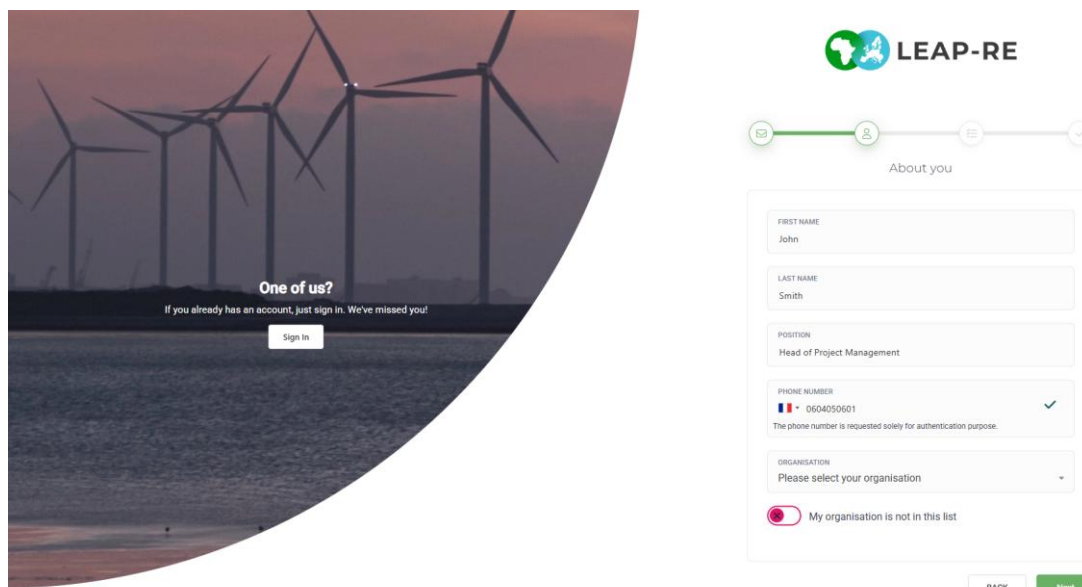 One of us?
If you already has an account, just sign in. We've missed you!
Sign In
LEAP-RE
About you
FIRST NAME
John
LAST NAME
Smith
POSITION
Head of Project Management
PHONE NUMBER
0604050601
The phone number is requested solely for authentication purpose.
ORGANISATION
Please select your organisation
My organisation is not in this list
BACK
Next